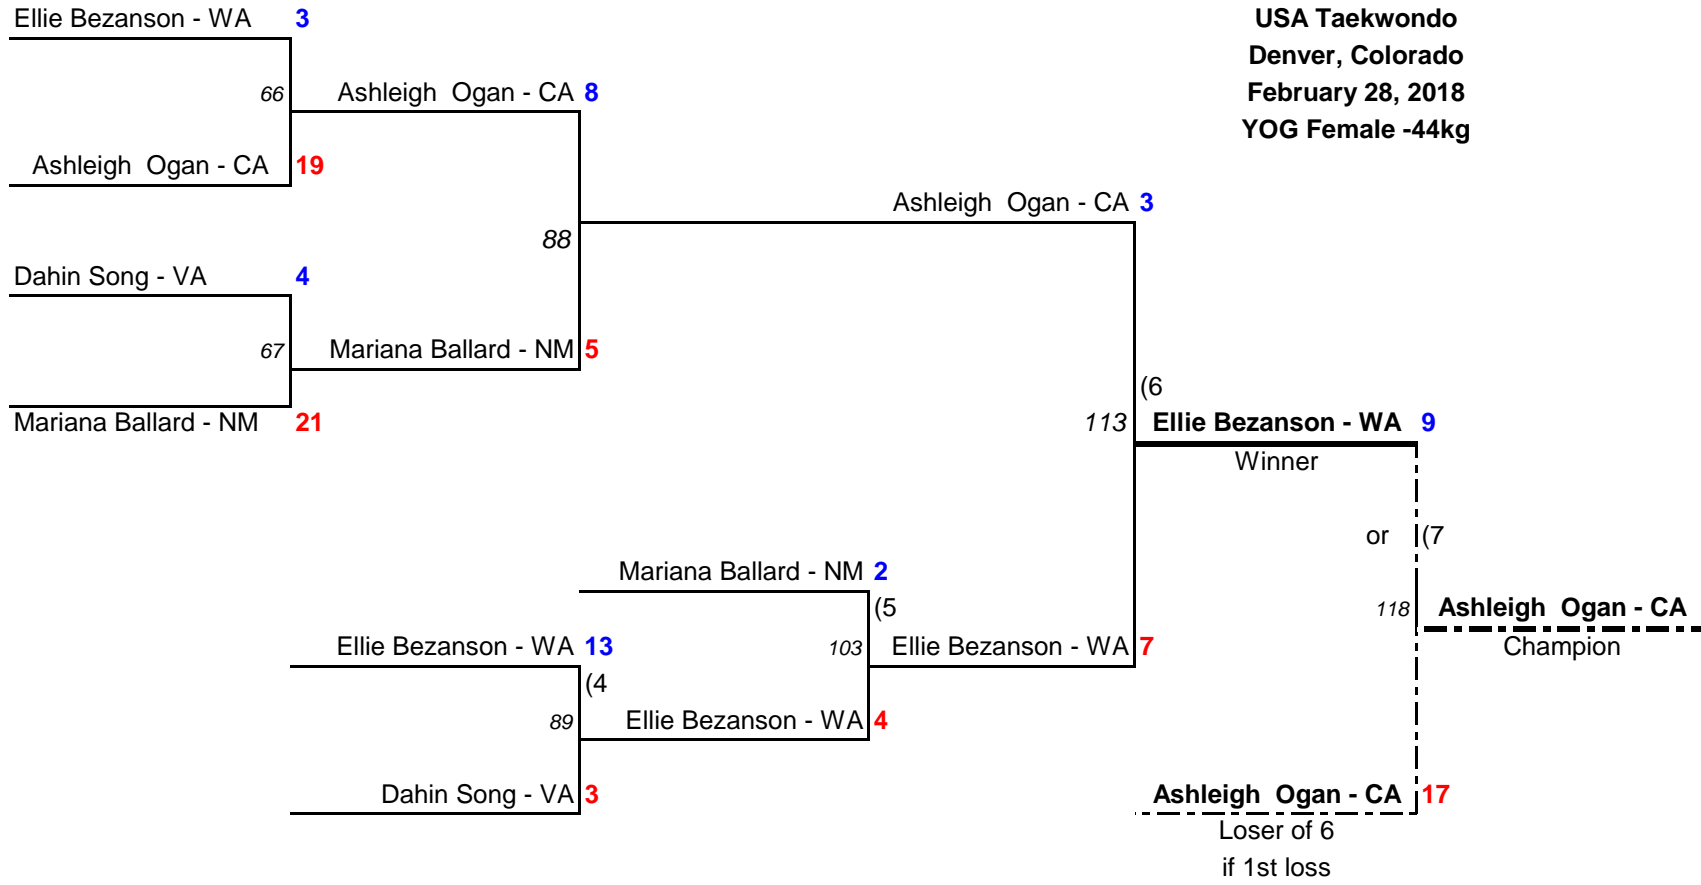 Ellie Bezanson - WA 3
USA Taekwondo
Denver, Colorado
66 Ashleigh Ogan - CA 8
February 28, 2018
YOG Female -44kg
Ashleigh Ogan - CA 19
Ashleigh Ogan - CA 3
88
Dahin Song - VA 4
67 Mariana Ballard - NM 5
(6
Mariana Ballard - NM 21
113 Ellie Bezanson - WA 9
Winner
or (7
Mariana Ballard - NM 2
(5
118 Ashleigh Ogan - CA
Ellie Bezanson - WA 13
103 Ellie Bezanson - WA 7
Champion
(4
89 Ellie Bezanson - WA 4
Dahin Song - VA 3
Ashleigh Ogan - CA 17
Loser of 6
if 1st loss